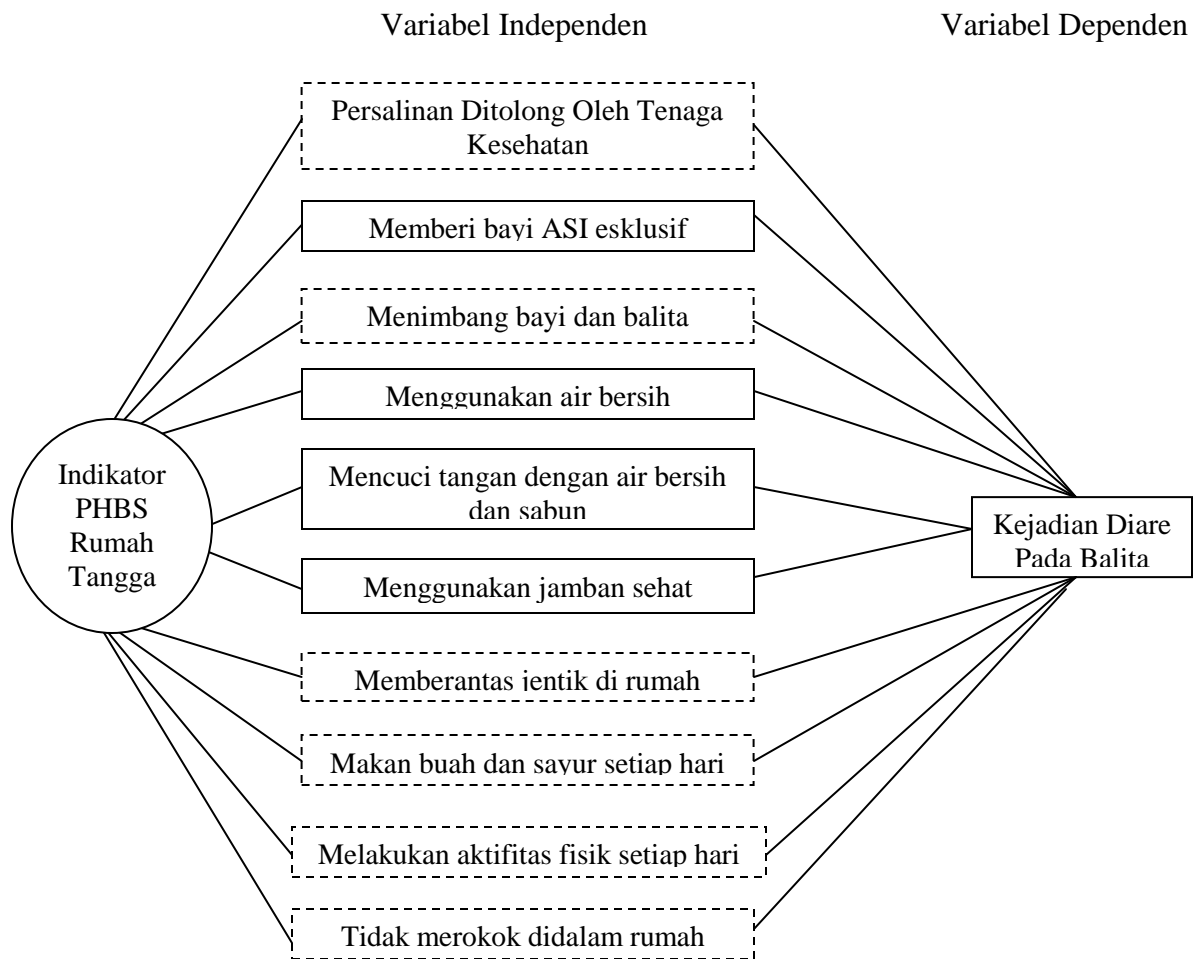 Variabel Independen
Variabel Dependen
Persalinan Ditolong Oleh Tenaga
Kesehatan
Memberi bayi ASI esklusif
Menimbang bayi dan balita
Menggunakan air bersih
Mencuci tangan dengan air bersih
dan sabun
Menggunakan jamban sehat
Memberantas jentik di rumah
Makan buah dan sayur setiap hari
Melakukan aktifitas fisik setiap hari
Tidak merokok didalam rumah
Indikator
PHBS
Rumah
Tangga
Kejadian Diare
Pada Balita